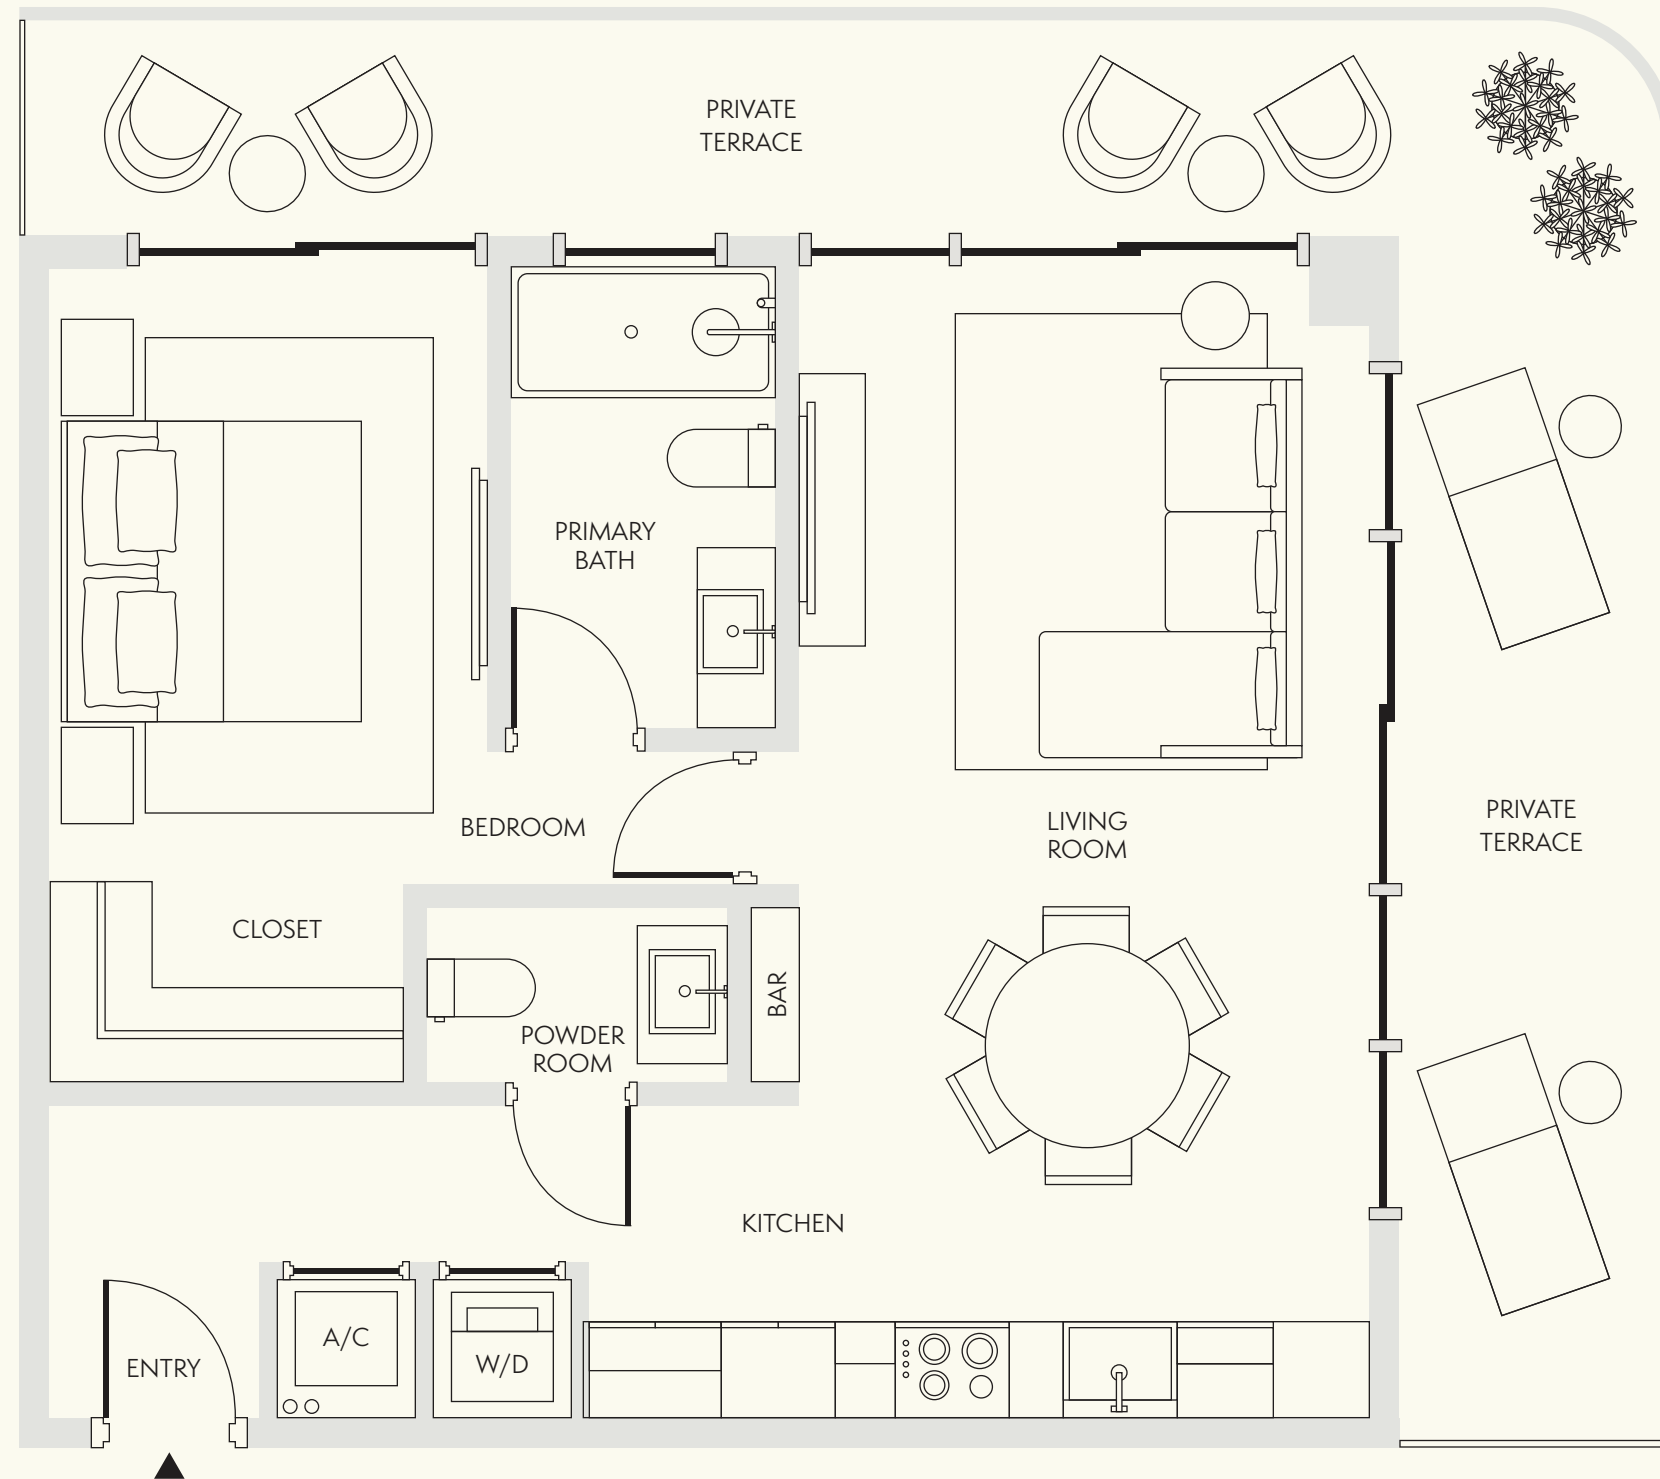 PRIVATE
TERRACE
PRIMARY
BATH
BEDROOM
LIVING
ROOM
PRIVATE
TERRACE
CLOSET
BAR
POWDER
ROOM
KITCHEN
A/C
W/D
ENTRY